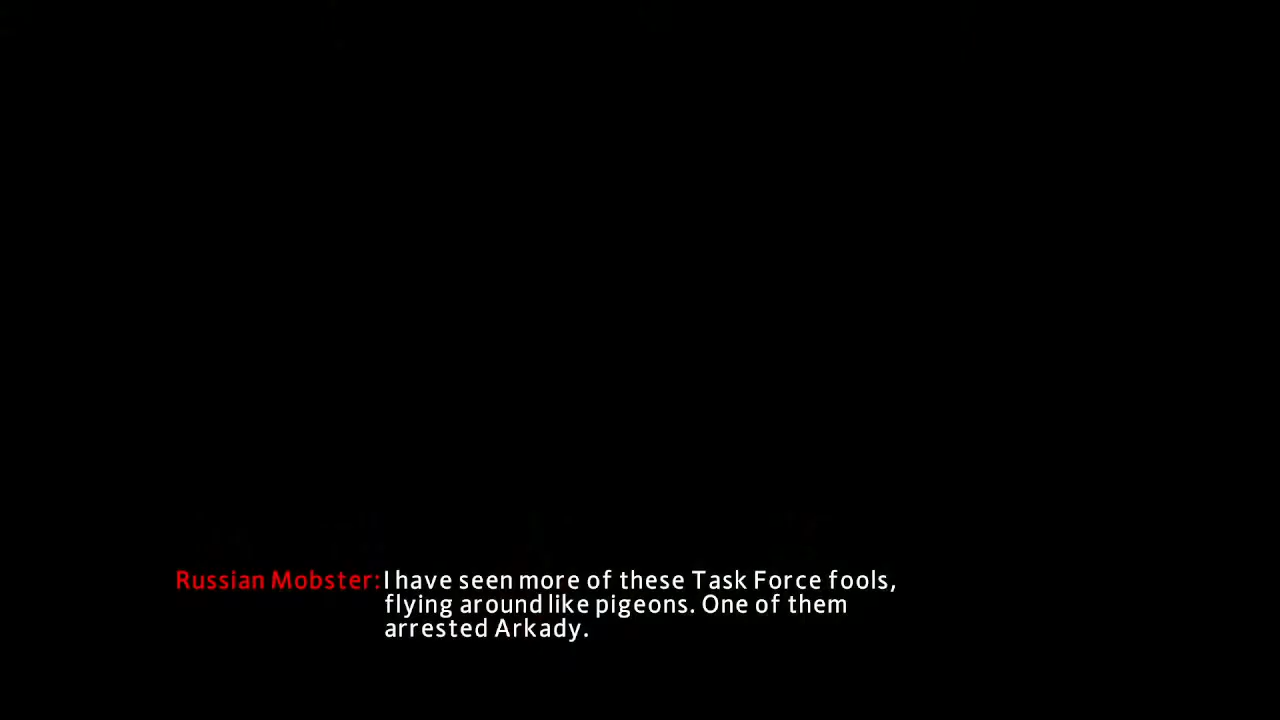 Russian Mobster: I have seen more of these Task Force fools,
flying around like pigeons. One of them
arrested Arkady.